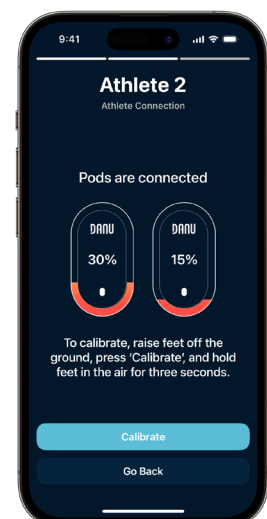 9:41
Athlete 2
Athlete Connection
Pods are connected
DANU DANU
30% 15%
To calibrate, raise feet off the
ground, press ‘Calibrate’, and hold
feet in the air for three seconds.
Calibrate
Go Back